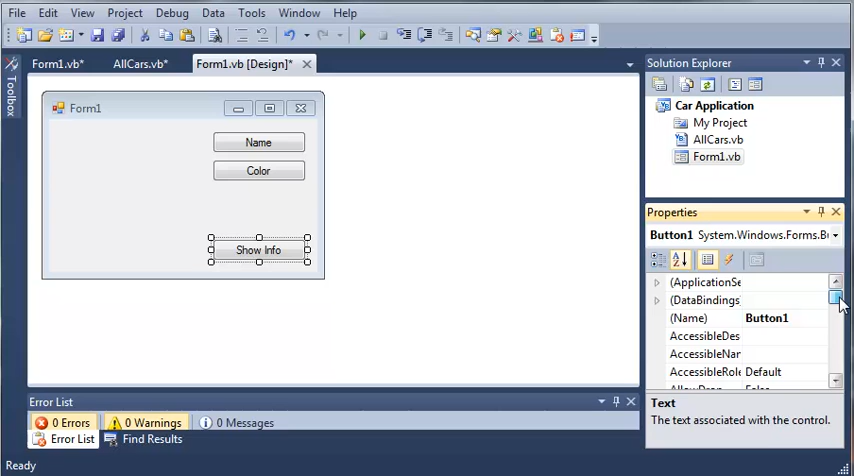 File Edit View Project Debug Data Tools Window Help
Form1.vb* AllCars.vb* Form1.vb [Design]*
Toolbox
Form1
Name
Color
Show Info
Solution Explorer
Car Application
My Project
AllCars.vb
Form1.vb
Properties
Button1 System.Windows.Forms.Bu
(ApplicationSe
(DataBindings
(Name) Button1
AccessibleDes
AccessibleNar
AccessibleRole Default
AllowDrop False
Text
The text associated with the control.
Error List
0 Errors 0 Warnings 0 Messages
Error List Find Results
Ready